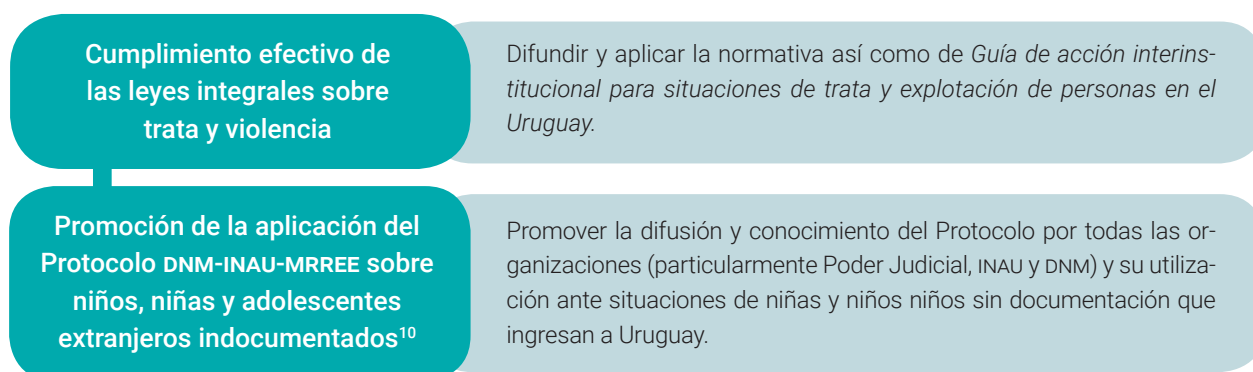 Cumplimiento efectivo de
las leyes integrales sobre
trata y violencia
Difundir y aplicar la normativa así como de Guía de acción interins-
titucional para situaciones de trata y explotación de personas en el
Uruguay.
Promoción de la aplicación del
Protocolo DNM-INAU-MRREE sobre
niños, niñas y adolescentes
extranjeros indocumentados¹⁰
Promover la difusión y conocimiento del Protocolo por todas las or-
ganizaciones (particularmente Poder Judicial, INAU y DNM) y su utiliza-
ción ante situaciones de niñas y niños niños sin documentación que
ingresan a Uruguay.